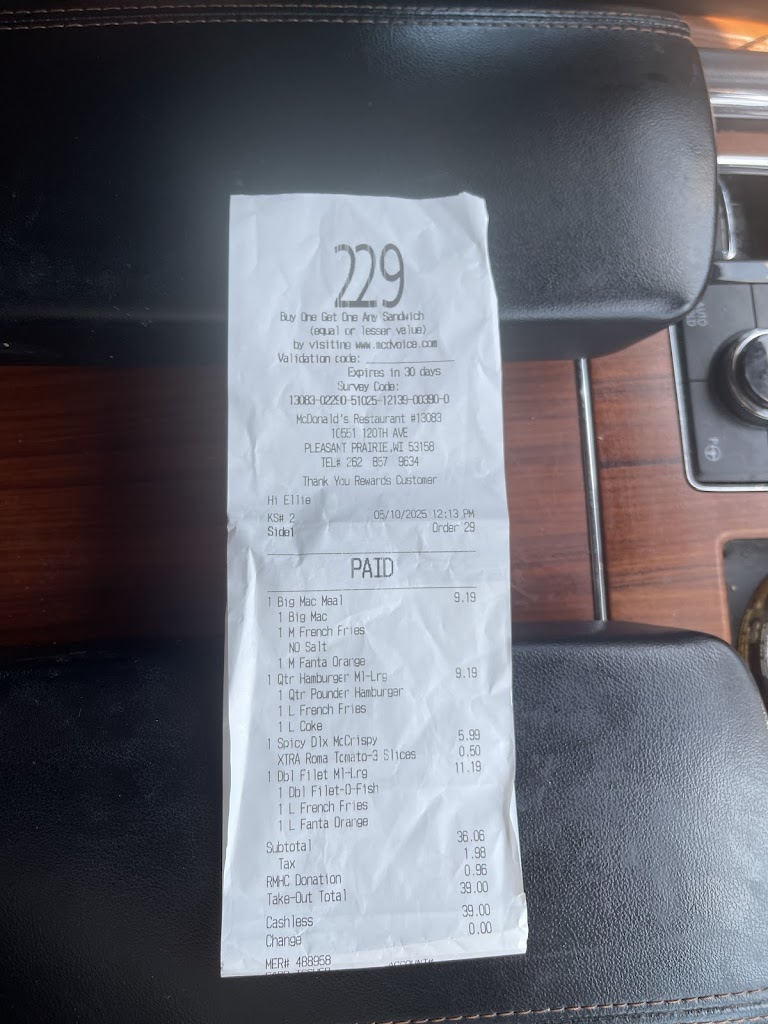 229
Buy One Get One Any Sandwich
(equal or lesser value)
by visiting www.mcdvoice.com
Validation code:
Expires in 30 days
Survey Code:
13083-02290-51025-12139-00390-0
McDonald's Restaurant #13083
10551 120TH AVE
PLEASANT PRAIRIE,WI 53158
TEL# 262 857 9634
Thank You Rewards Customer
Hi Ellie
KS# 2 05/10/2025 12:13 PM
Side1 Order 29
PAID
1 Big Mac Meal 9.19
1 Big Mac
1 M French Fries
NO Salt
1 M Fanta Orange
1 Qtr Hamburger Ml-Lrg 9.19
1 Qtr Pounder Hamburger
1 L French Fries
1 L Coke
1 Spicy Dlx McCrispy 5.99
XTRA Roma Tomato-3 Slices 0.50
1 Dbl Filet Ml-Lrg 11.19
1 Dbl Filet-O-Fish
1 L French Fries
1 L Fanta Orange
Subtotal 36.06
Tax 1.98
RMHC Donation 0.96
Take-Out Total 39.00
Cashless 39.00
Change 0.00
MER# 488958
CARD ISSUER ACCOUNT#